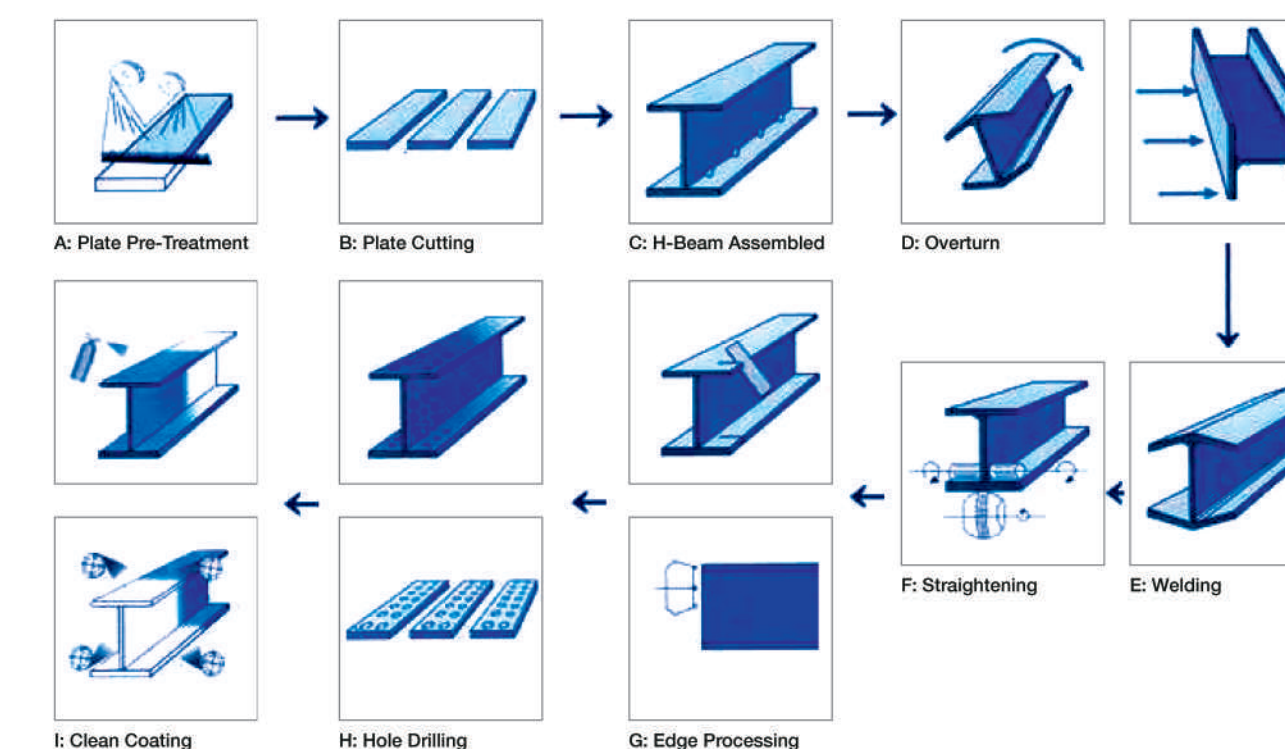 A: Plate Pre-Treatment
B: Plate Cutting
C: H-Beam Assembled
D: Overturn
F: Straightening
E: Welding
I: Clean Coating
H: Hole Drilling
G: Edge Processing